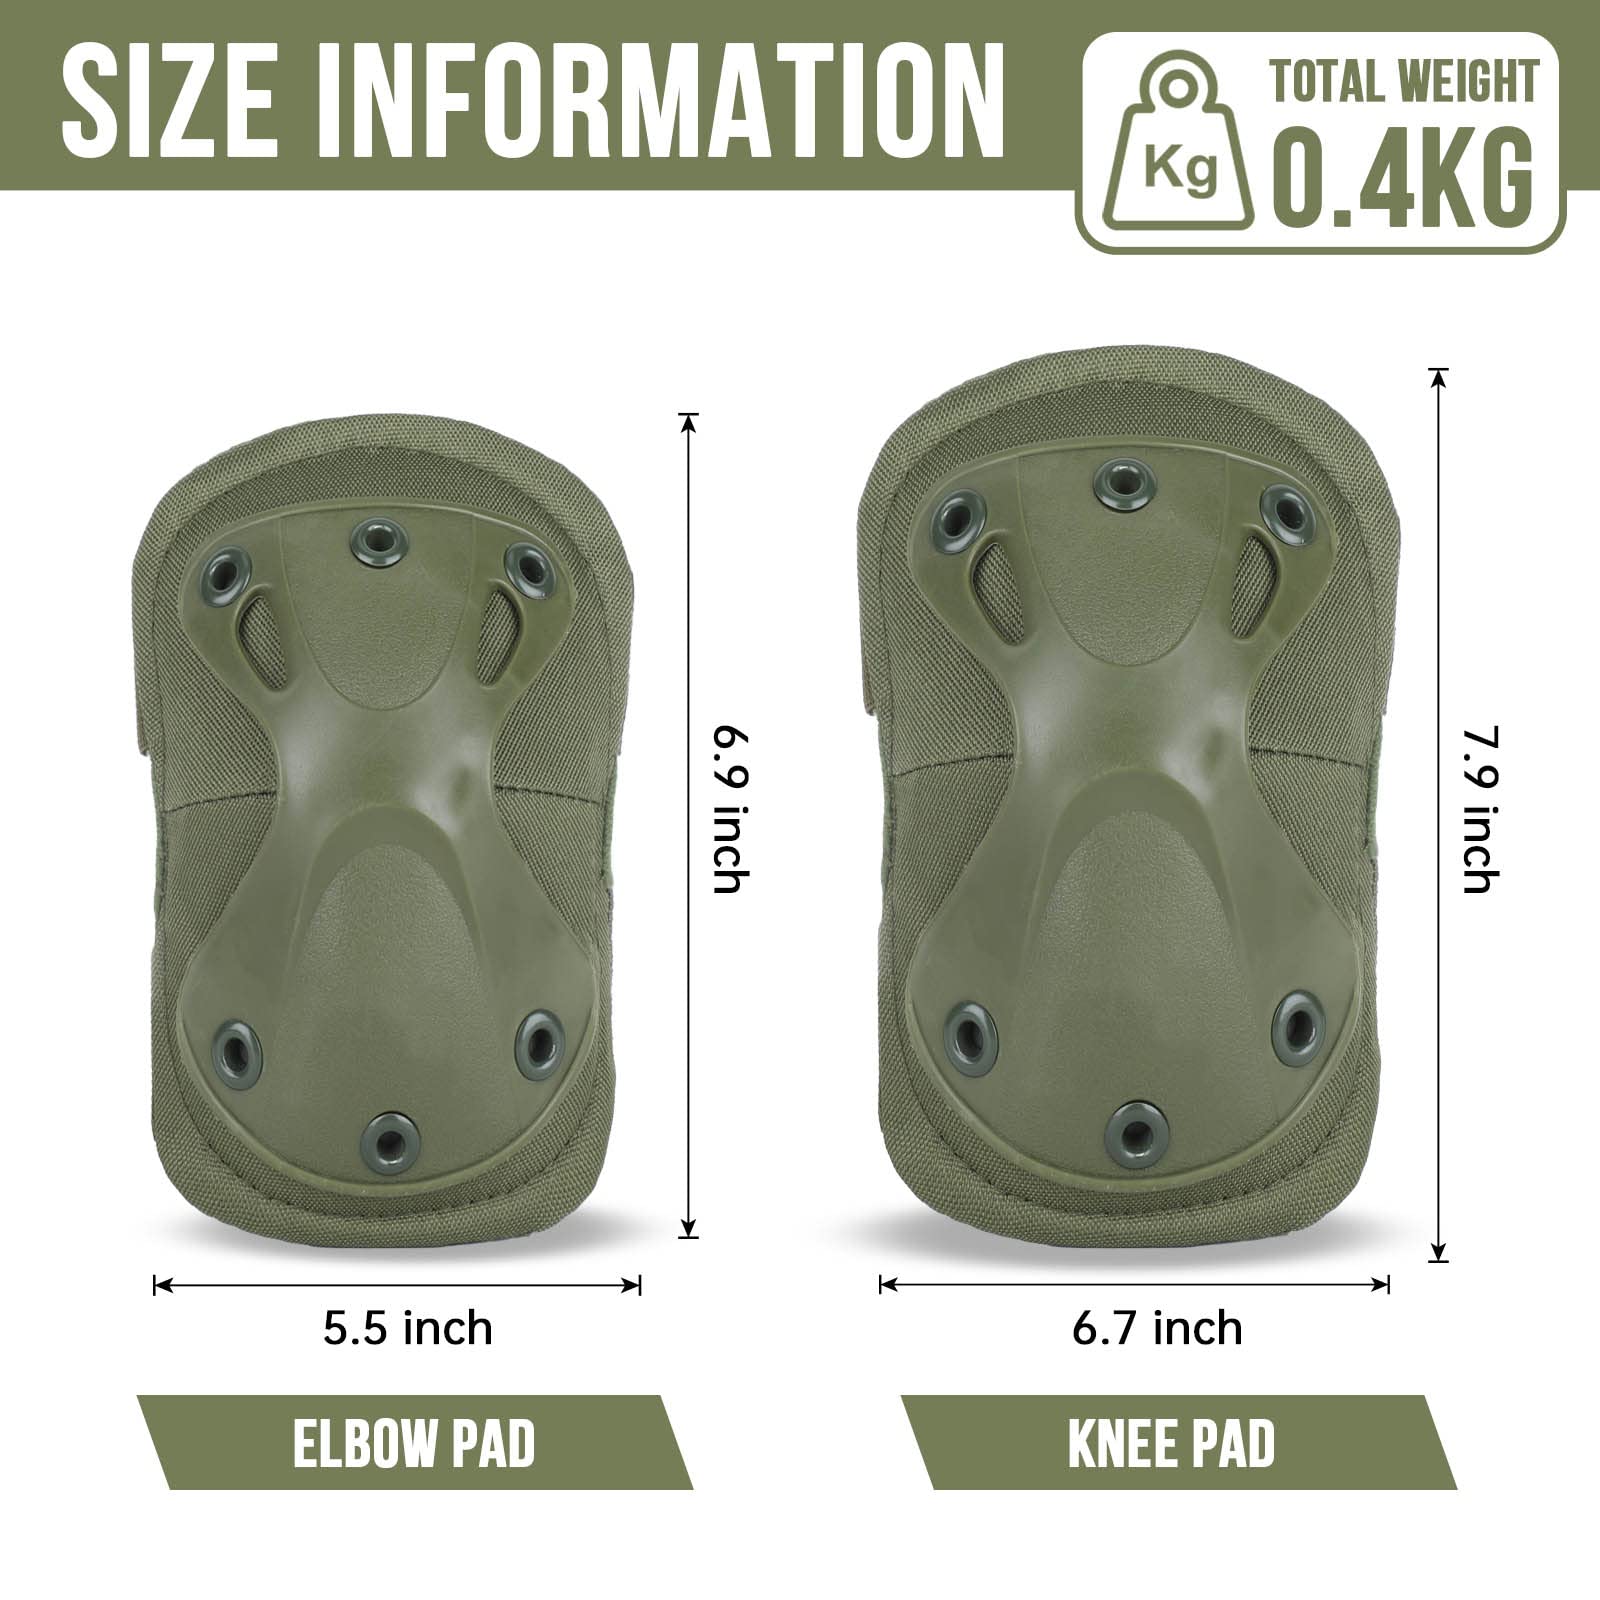 SIZE INFORMATION
TOTAL WEIGHT
Kg
0.4KG
6.9 inch
7.9 inch
5.5 inch
6.7 inch
ELBOW PAD
KNEE PAD